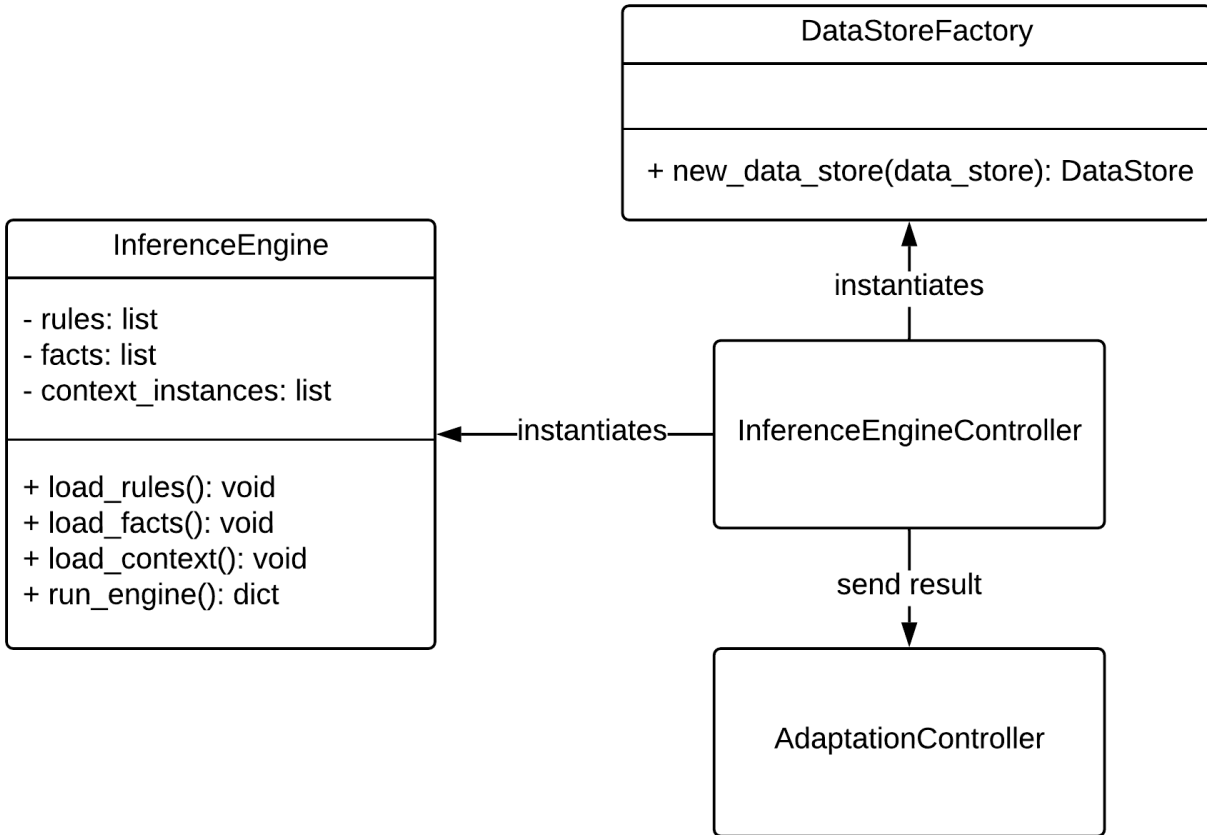 DataStoreFactory
+ new_data_store(data_store): DataStore
InferenceEngine
- rules: list
- facts: list
- context_instances: list
+ load_rules(): void
+ load_facts(): void
+ load_context(): void
+ run_engine(): dict
instantiates
instantiates
InferenceEngineController
send result
AdaptationController